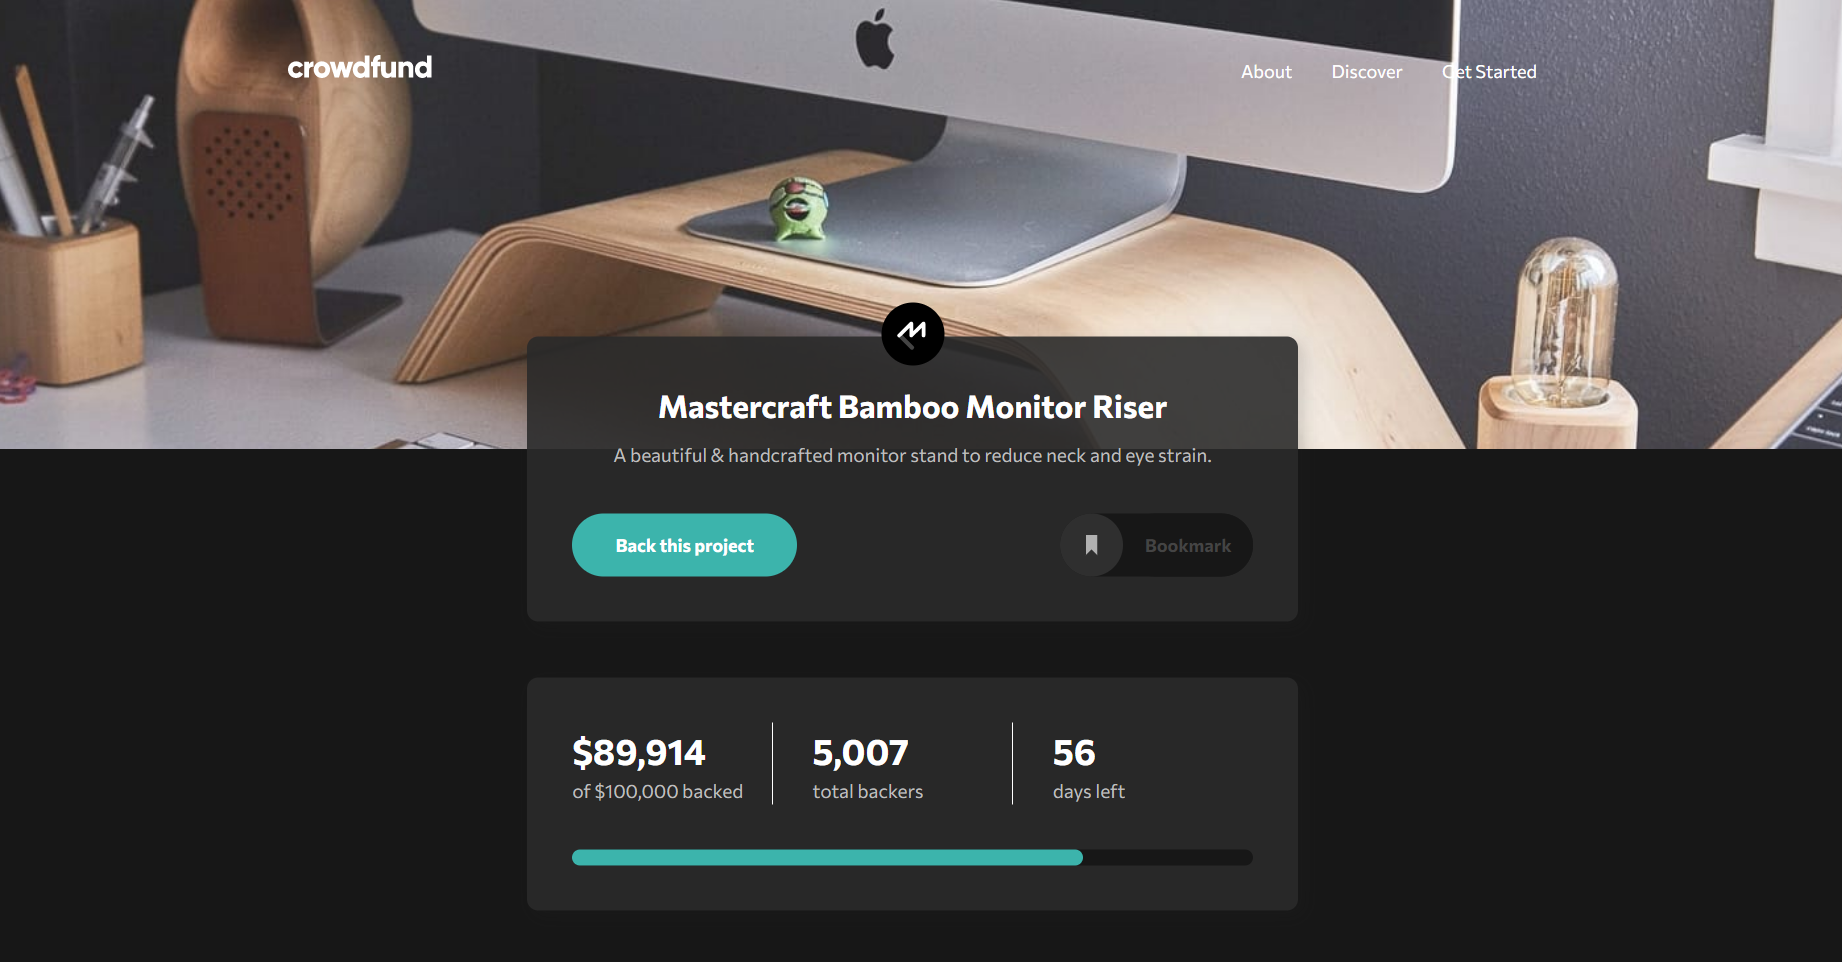 crowdfund
About
Discover
Get Started
Mastercraft Bamboo Monitor Riser
A beautiful & handcrafted monitor stand to reduce neck and eye strain.
Back this project
Bookmark
$89,914
of $100,000 backed
5,007
total backers
56
days left